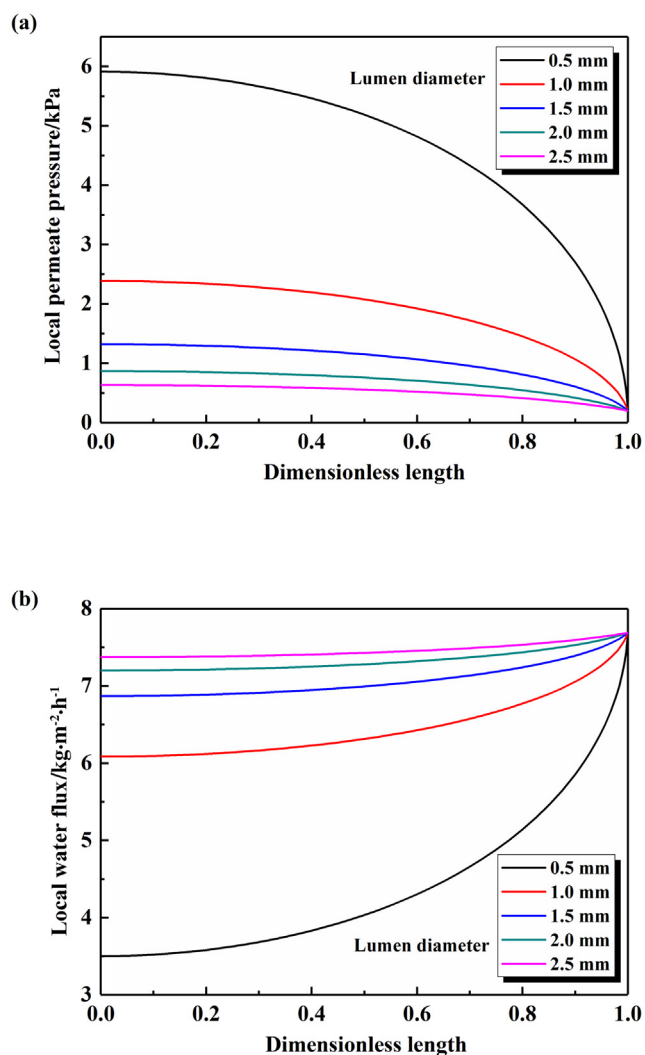 (a)
Local permeate pressure/kPa
6
5
4
3
2
1
0
Lumen diameter
0.5 mm
1.0 mm
1.5 mm
2.0 mm
2.5 mm
0.0 0.2 0.4 0.6 0.8 1.0
Dimensionless length
(b)
Local water flux/kg·m⁻²·h⁻¹
8
7
6
5
4
3
Lumen diameter
0.5 mm
1.0 mm
1.5 mm
2.0 mm
2.5 mm
0.0 0.2 0.4 0.6 0.8 1.0
Dimensionless length